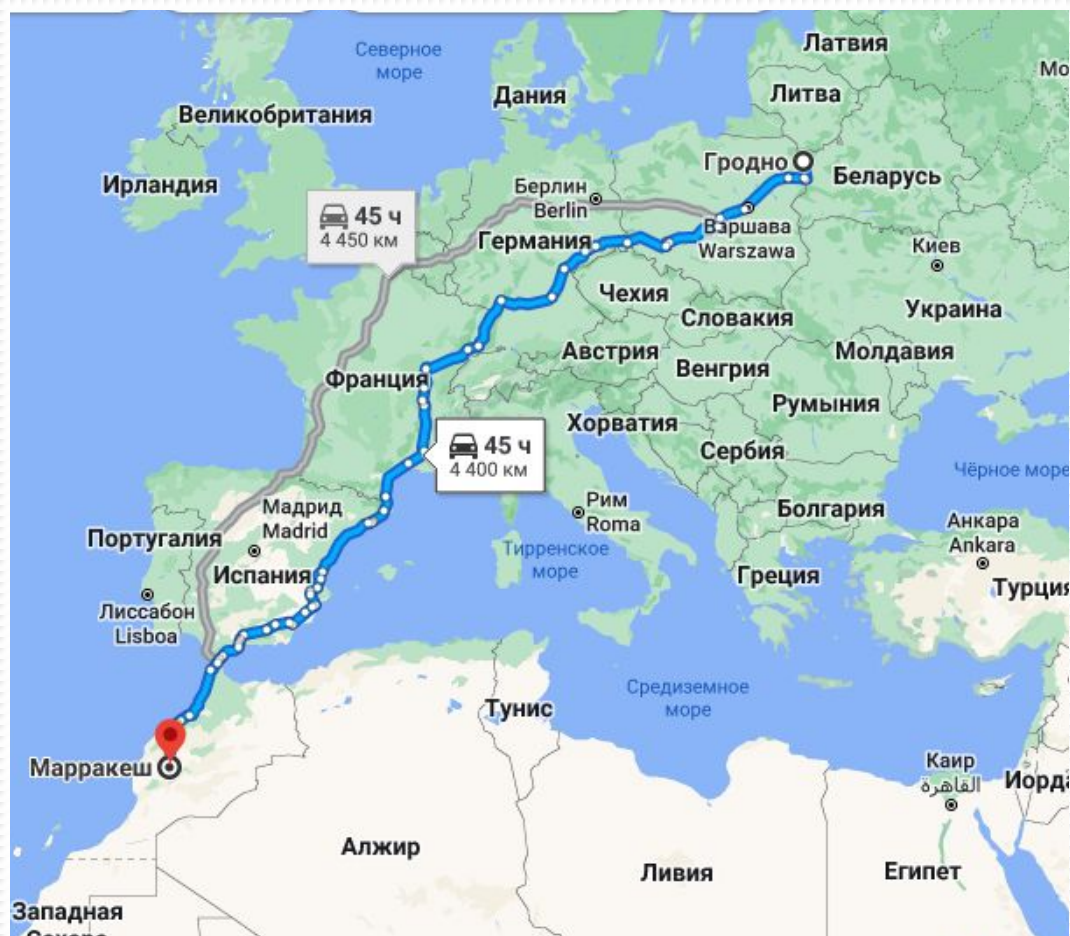 Латвия
Северное
море
Мо
Литва
Дания
Великобритания
Гродно
Беларусь
Ирландия
Берлин
Berlin
45 ч
4 450 км
Варшава
Warszawa
Германия
Киев
Чехия
Украина
Словакия
Австрия
Молдавия
Венгрия
Франция
Румыния
Хорватия
45 ч
4 400 км
Сербия
Чёрное море
Рим
Roma
Мадрид
Madrid
Болгария
Анкара
Ankara
Португалия
Тирренское
море
Испания
Греция
Турция
Лиссабон
Lisboa
Средиземное
море
Тунис
Марракеш
Каир
القاهرة
Иорда
Алжир
Ливия
Египет
Западная
Сахара